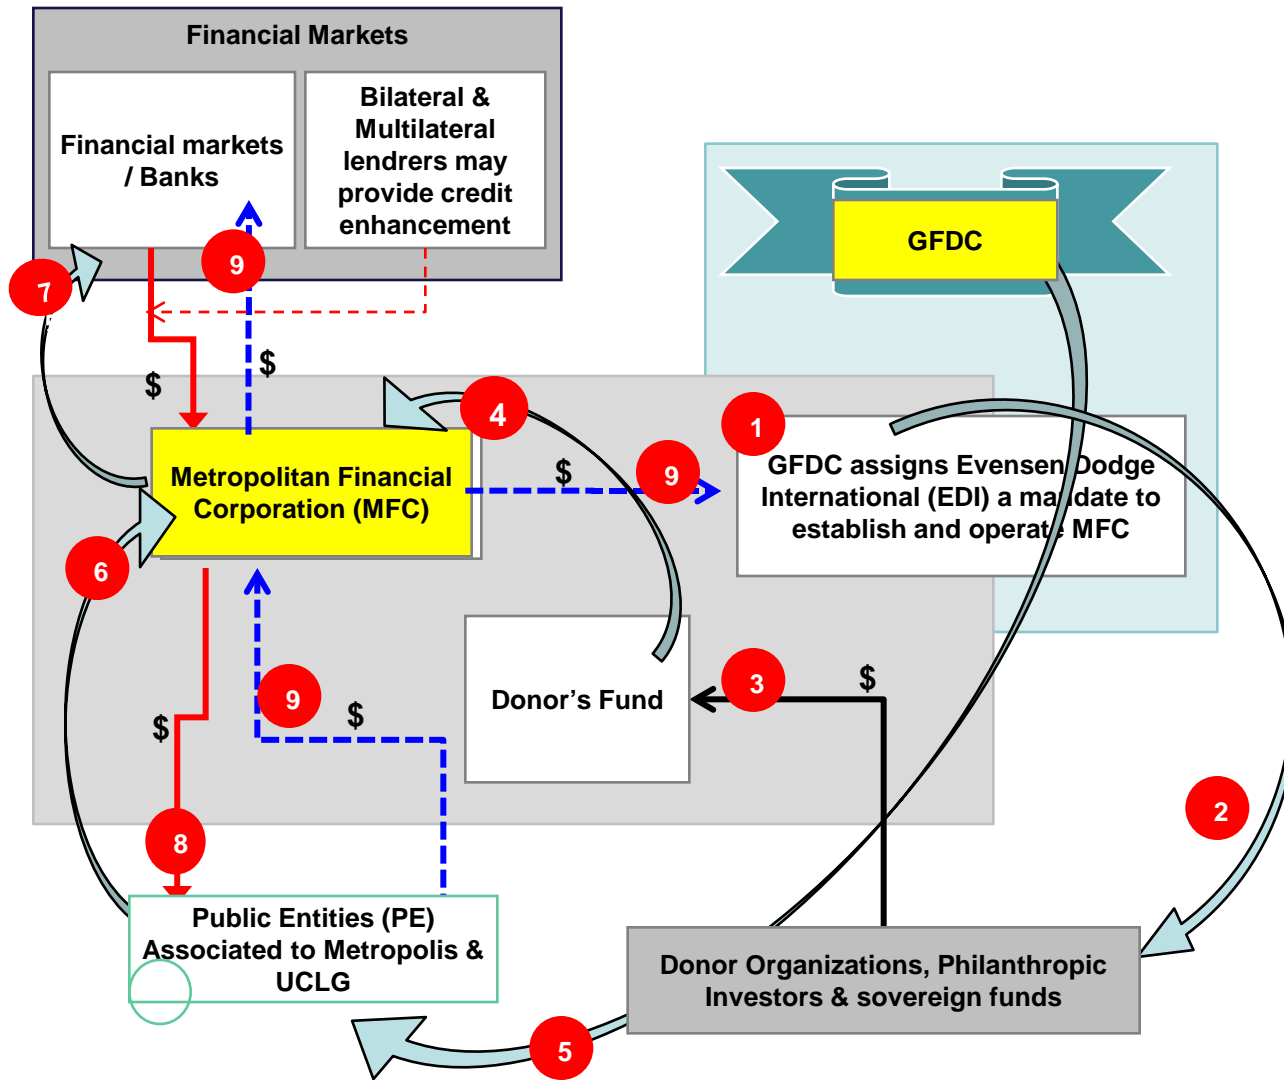 Financial Markets
Financial markets
/ Banks
Bilateral &
Multilateral
lendrers may
provide credit
enhancement
GFDC
9
7
$
$
4
1
GFDC assigns Evensen Dodge
International (EDI) a mandate to
establish and operate MFC
Metropolitan Financial
Corporation (MFC)
$
9
6
Donor's Fund
3
$
9
$
$
2
8
Public Entities (PE)
Associated to Metropolis &
UCLG
Donor Organizations, Philanthropic
Investors & sovereign funds
5